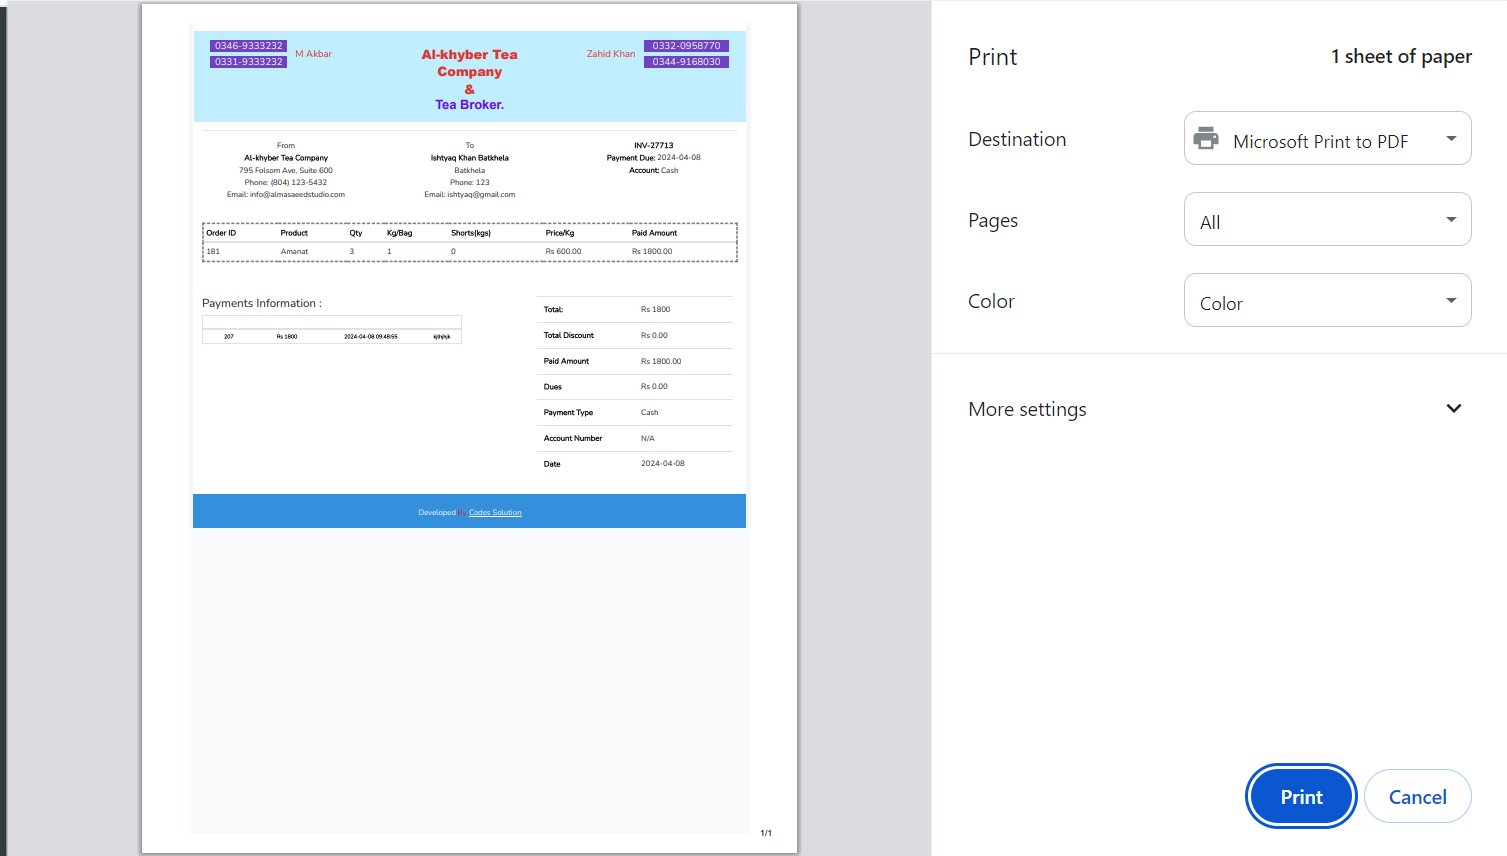 0346-9333232
0331-9333232
M Akbar
Al-khyber Tea
Company
&
Tea Broker.
Zahid Khan
0332-0958770
0344-9168030
From
Al-khyber Tea Company
795 Folsom Ave, Suite 600
Phone: (804) 123-5432
Email: info@almasaeedstudio.com
To
Ishtyaq Khan Batkhela
Batkhela
Phone: 123
Email: ishtyaq@gmail.com
INV-27713
Payment Due: 2024-04-08
Account: Cash
Order ID Product Qty Kg/Bag Shorts(kgs) Price/Kg Paid Amount
181 Amanat 3 1 0 Rs 600.00 Rs 1800.00
Payments Information :
207 Rs 1800 2024-04-08 09:48:55
Total: Rs 1800
Total Discount Rs 0.00
Paid Amount Rs 1800.00
Dues Rs 0.00
Payment Type Cash
Account Number N/A
Date 2024-04-08
Developed By Codes Solution
1/1
Print 1 sheet of paper
Destination Microsoft Print to PDF
Pages All
Color Color
More settings
Print Cancel